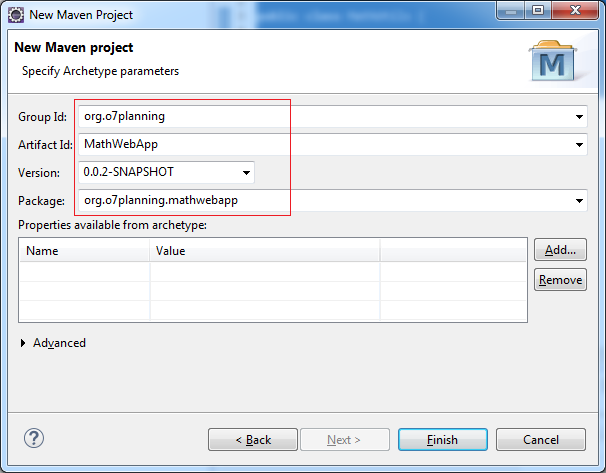 New Maven Project
New Maven project
Specify Archetype parameters
M
Group Id: org.o7planning
Artifact Id: MathWebApp
Version: 0.0.2-SNAPSHOT
Package: org.o7planning.mathwebapp
Properties available from archetype:
Name Value
Add...
Remove
Advanced
? < Back Next > Finish Cancel